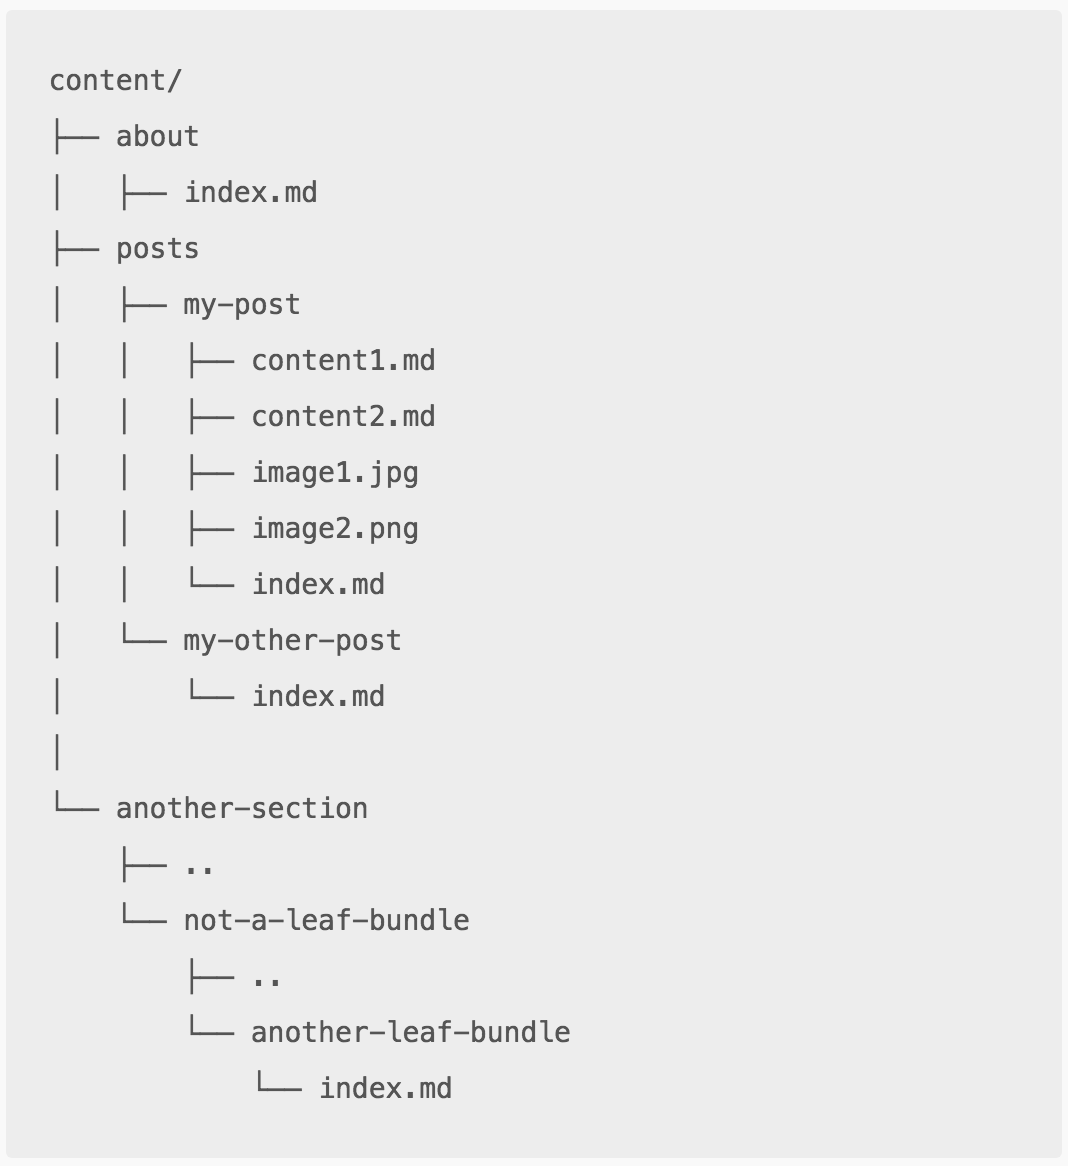 content/
├── about
│   ├── index.md
├── posts
│   ├── my-post
│   │   ├── content1.md
│   │   ├── content2.md
│   │   ├── image1.jpg
│   │   ├── image2.png
│   │   └── index.md
│   └── my-other-post
│       └── index.md
│
└── another-section
    ├── ..
    └── not-a-leaf-bundle
        ├── ..
        └── another-leaf-bundle
            └── index.md